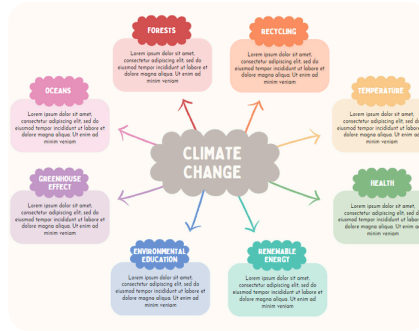 FORESTS
Lorem ipsum dolor sit amet,
consectetur adipiscing elit, sed do
eiusmod tempor incididunt ut labore et
dolore magna aliqua. Ut enim ad
minim veniam
RECYCLING
Lorem ipsum dolor sit amet,
consectetur adipiscing elit, sed do
eiusmod tempor incididunt ut labore et
dolore magna aliqua. Ut enim ad
minim veniam
OCEANS
Lorem ipsum dolor sit amet,
consectetur adipiscing elit, sed do
eiusmod tempor incididunt ut labore et
dolore magna aliqua. Ut enim ad
minim veniam
TEMPERATURE
Lorem ipsum dolor sit amet,
consectetur adipiscing elit, sed do
eiusmod tempor incididunt ut labore et
dolore magna aliqua. Ut enim ad
minim veniam
CLIMATE
CHANGE
GREENHOUSE
EFFECT
Lorem ipsum dolor sit amet,
consectetur adipiscing elit, sed do
eiusmod tempor incididunt ut labore et
dolore magna aliqua. Ut enim ad
minim veniam
HEALTH
Lorem ipsum dolor sit amet,
consectetur adipiscing elit, sed do
eiusmod tempor incididunt ut labore et
dolore magna aliqua. Ut enim ad
minim veniam
ENVIRONMENTAL
EDUCATION
Lorem ipsum dolor sit amet,
consectetur adipiscing elit, sed do
eiusmod tempor incididunt ut labore et
dolore magna aliqua. Ut enim ad
minim veniam
RENEWABLE
ENERGY
Lorem ipsum dolor sit amet,
consectetur adipiscing elit, sed do
eiusmod tempor incididunt ut labore et
dolore magna aliqua. Ut enim ad
minim veniam